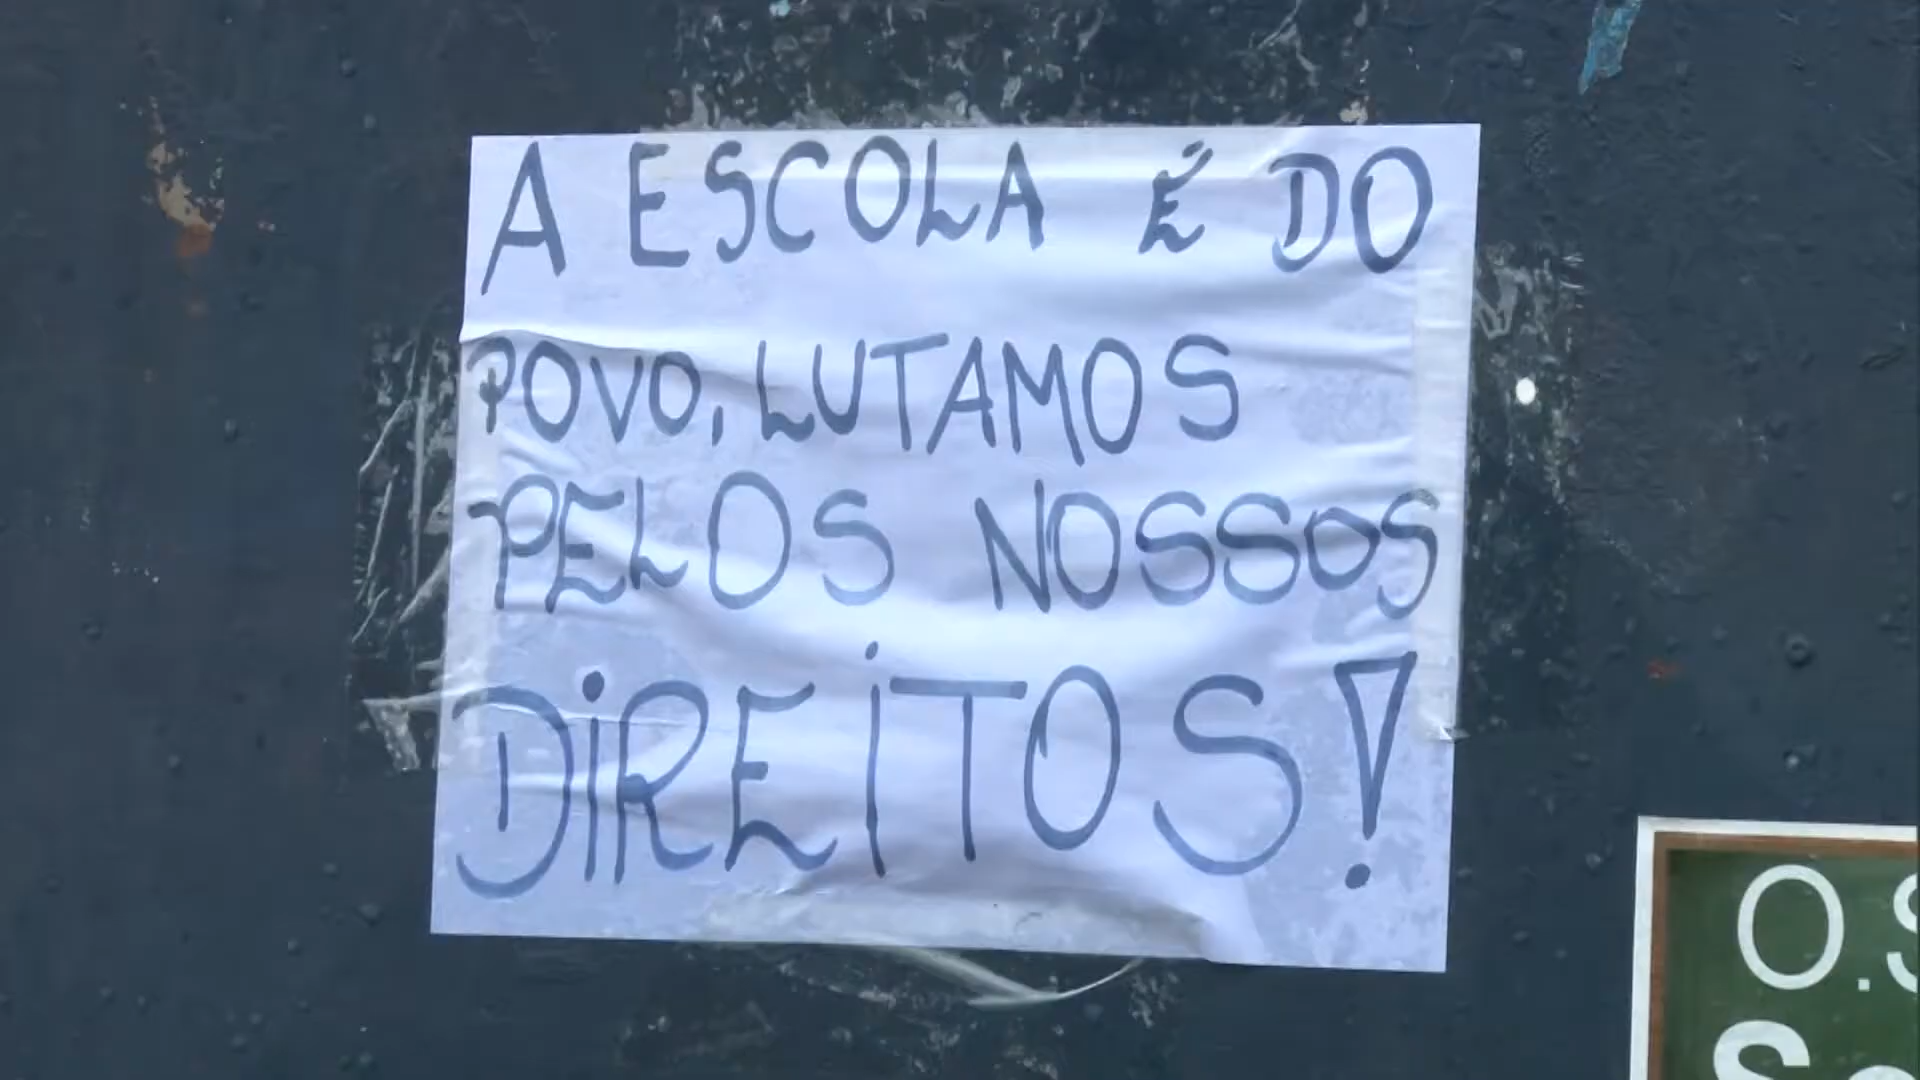 A ESCOLA É DO
POVO, LUTAMOS
PELOS NOSSOS
DIREITOS!
O.S